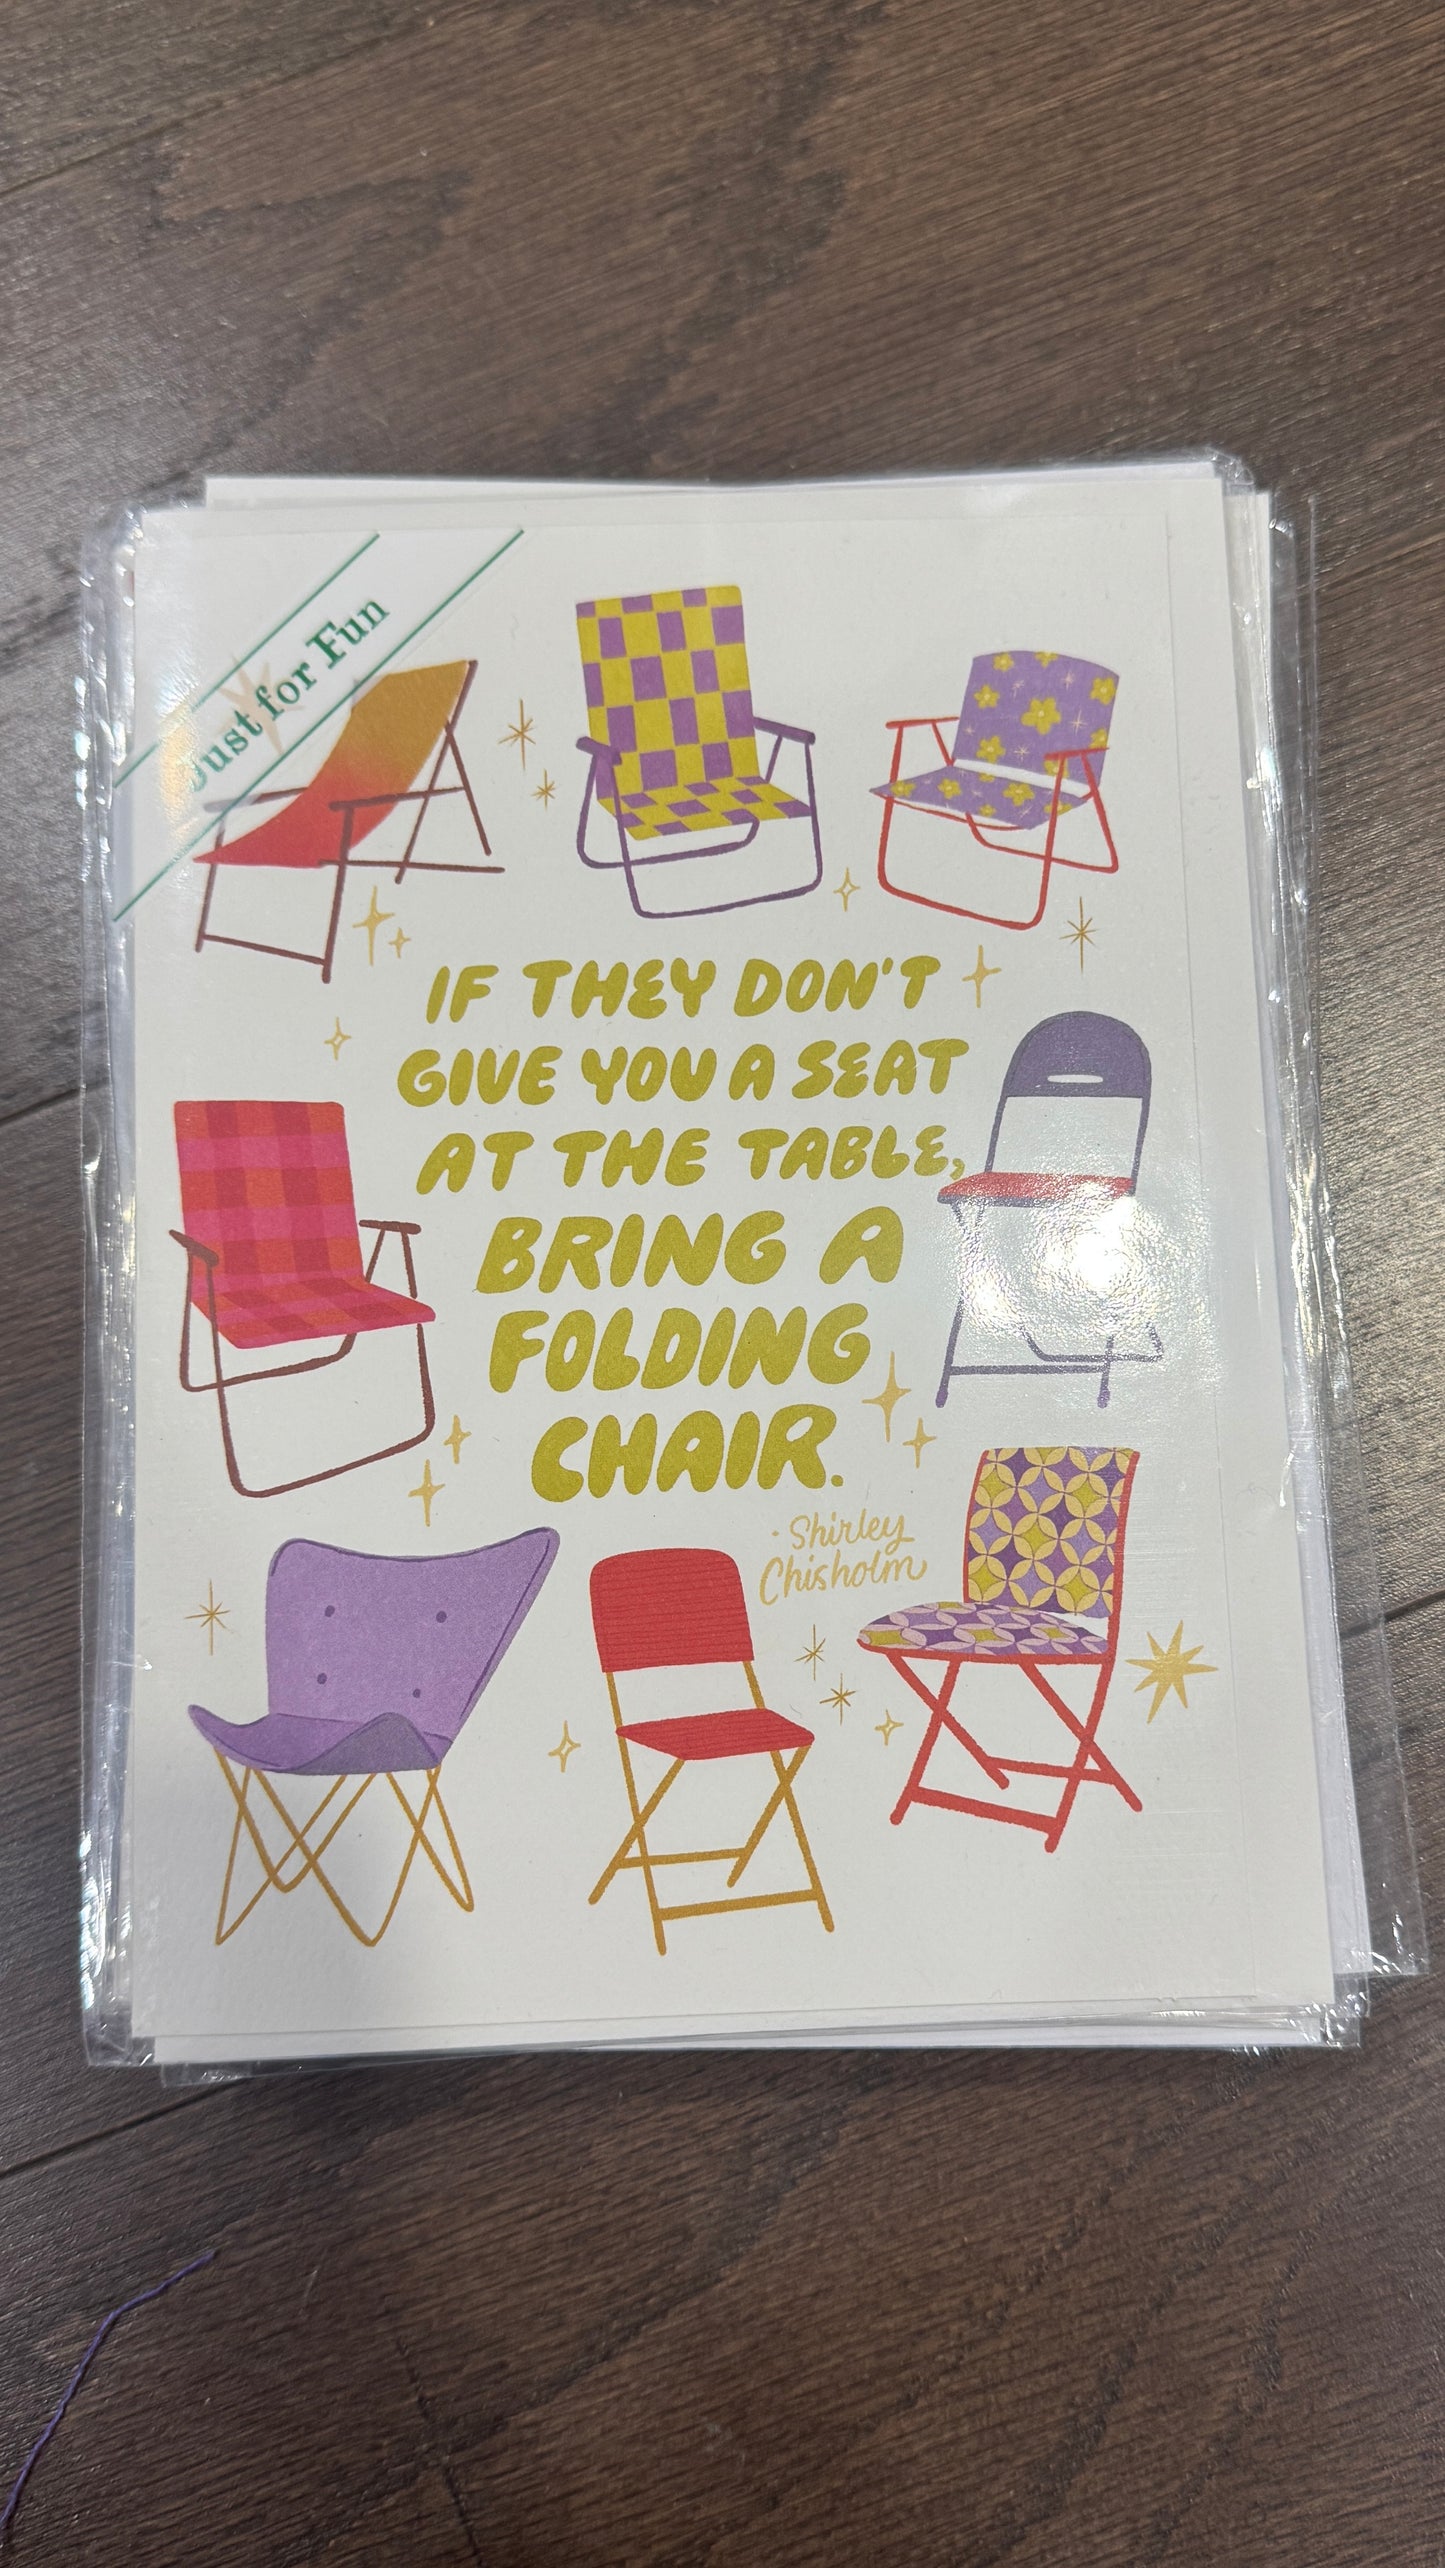 Just for Fun
IF THEY DON'T
GIVE YOU A SEAT
AT THE TABLE,
BRING A
FOLDING
CHAIR.
· Shirley
Chisholm